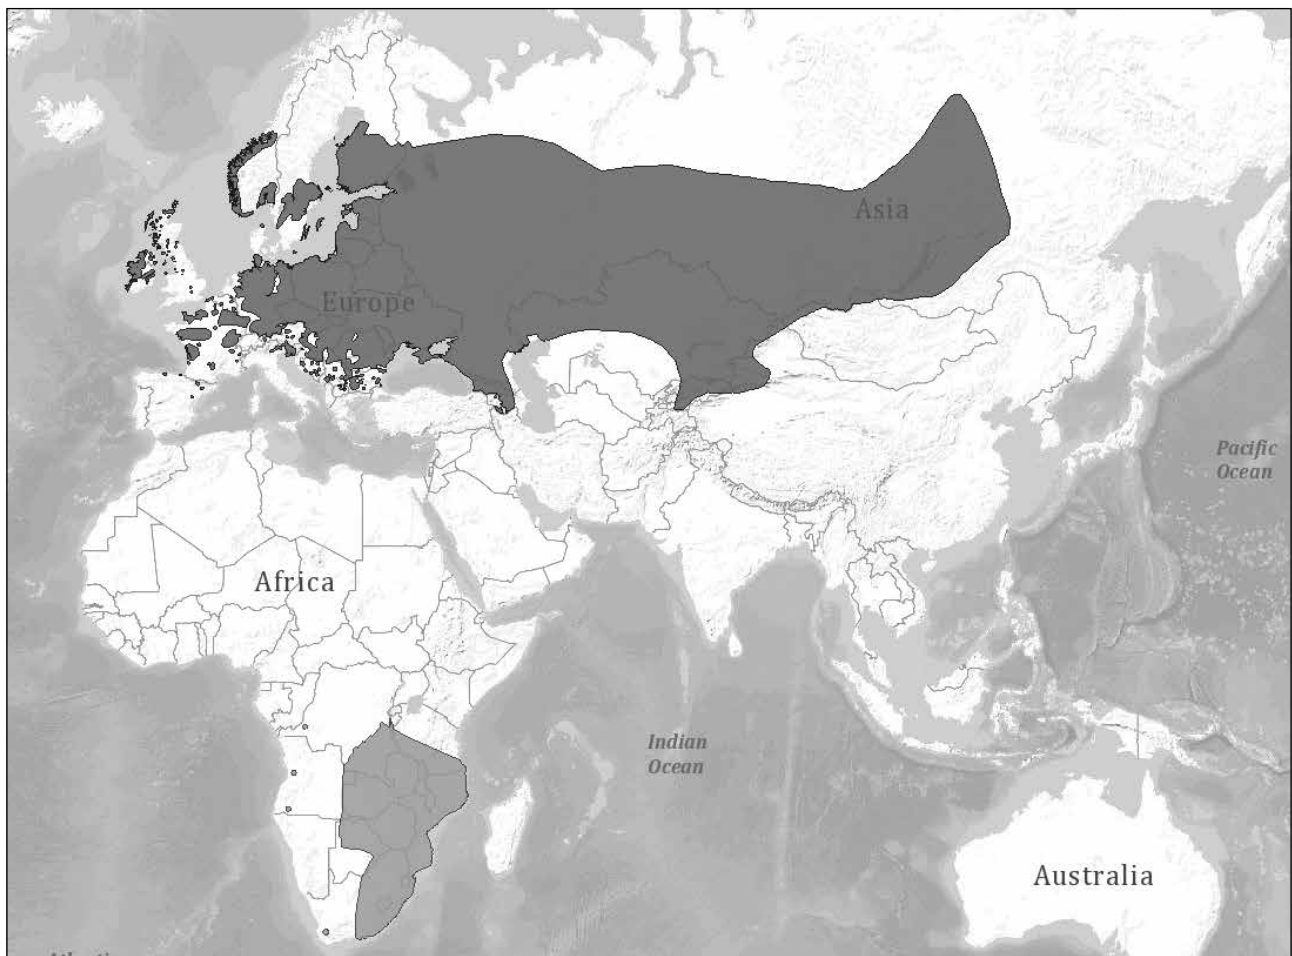 Asia
Europe
Pacific
Ocean
Africa
Indian
Ocean
Australia